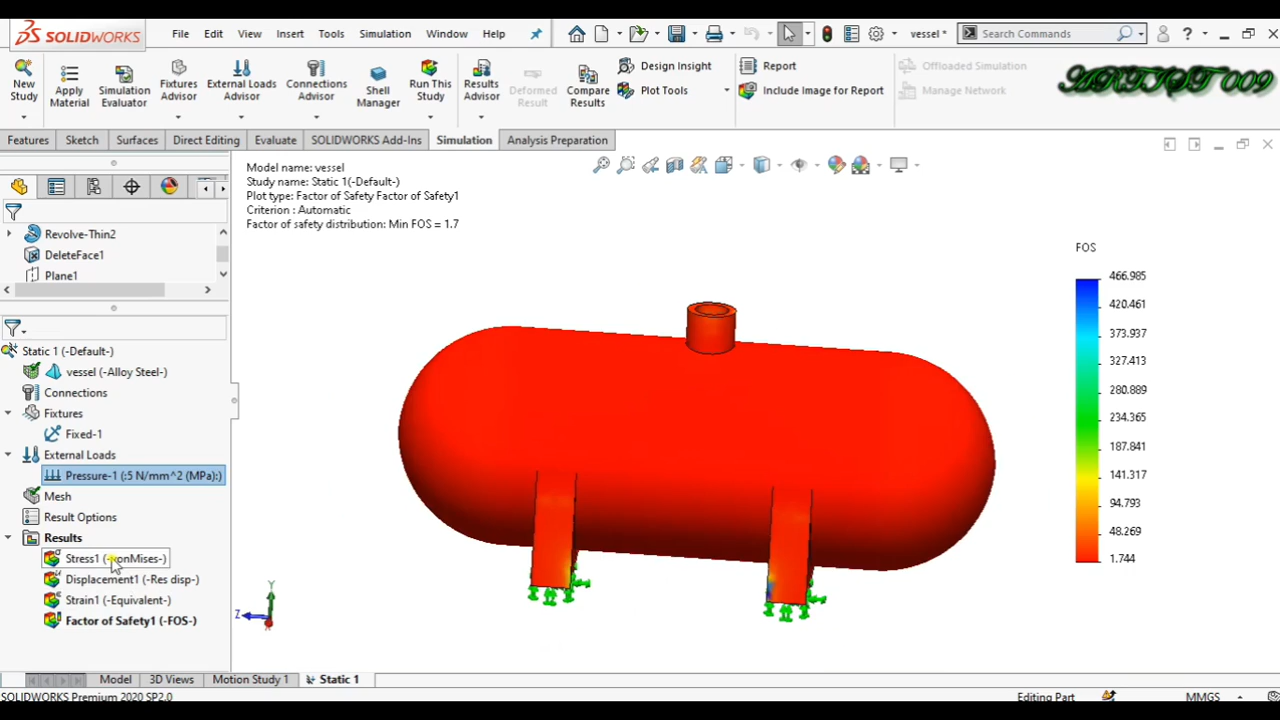 SOLIDWORKS File Edit View Insert Tools Simulation Window Help vessel * Search Commands ?
ARTIST 009
New Study
Apply Material
Simulation Evaluator
Fixtures Advisor
External Loads Advisor
Connections Advisor
Shell Manager
Run This Study
Results Advisor
Deformed Result
Compare Results
Design Insight
Plot Tools
Report
Include Image for Report
Offloaded Simulation
Manage Network
Features Sketch Surfaces Direct Editing Evaluate SOLIDWORKS Add-Ins Simulation Analysis Preparation
Revolve-Thin2
DeleteFace1
Plane1
Static 1 (-Default-)
vessel (-Alloy Steel-)
Connections
Fixtures
Fixed-1
External Loads
Pressure-1 (:5 N/mm^2 (MPa):)
Mesh
Result Options
Results
Stress1 (-vonMises-)
Displacement1 (-Res disp-)
Strain1 (-Equivalent-)
Factor of Safety1 (-FOS-)
Model name: vessel
Study name: Static 1(-Default-)
Plot type: Factor of Safety Factor of Safety1
Criterion : Automatic
Factor of safety distribution: Min FOS = 1.7
FOS
466.985
420.461
373.937
327.413
280.889
234.365
187.841
141.317
94.793
48.269
1.744
Y
Z
Model 3D Views Motion Study 1 Static 1
SOLIDWORKS Premium 2020 SP2.0 Editing Part MMGS